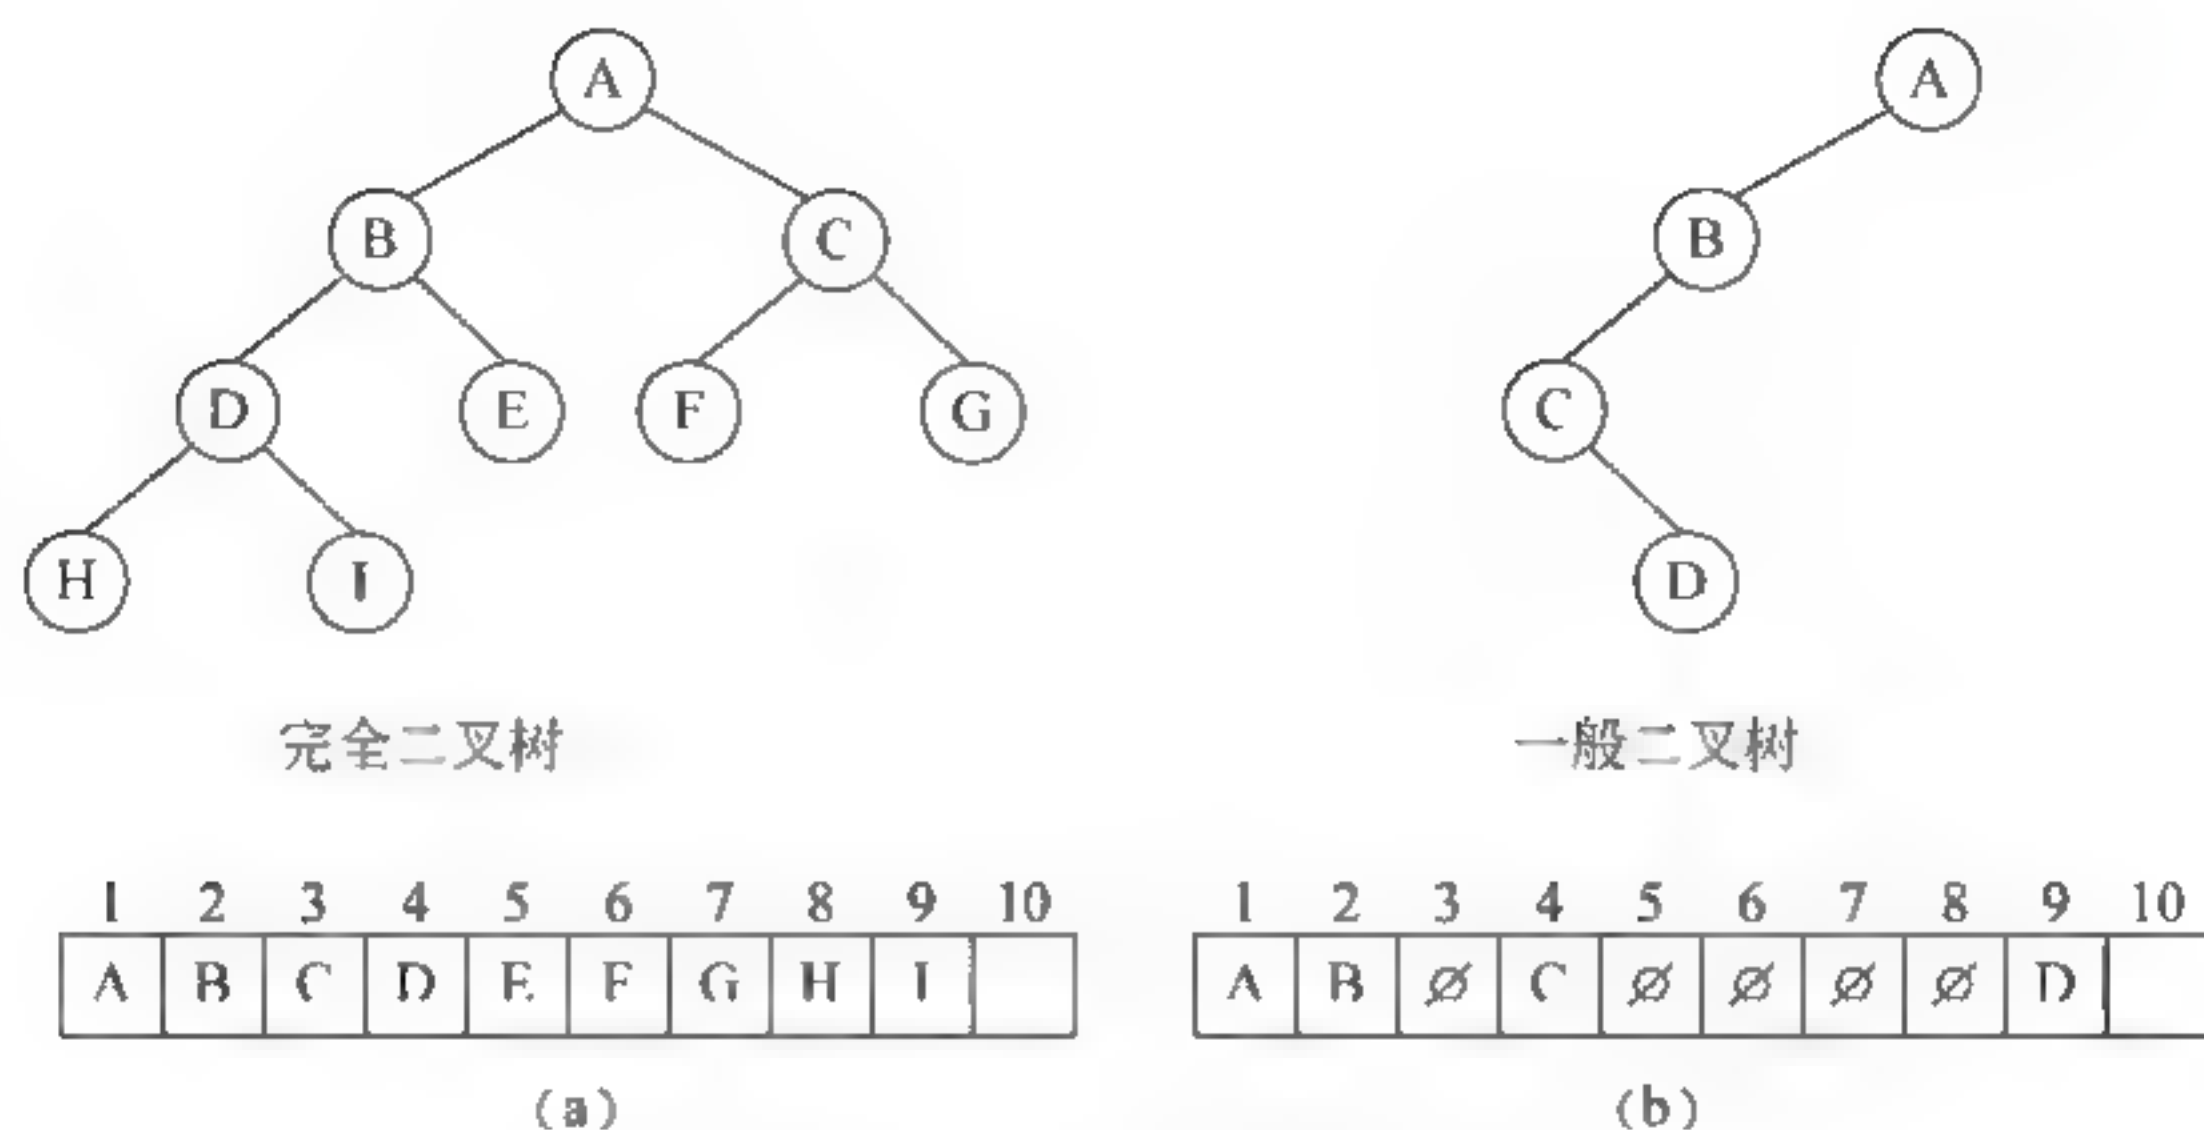 A A
B C B
D E F G C
H I D
完全二叉树 一般二叉树
1 2 3 4 5 6 7 8 9 10 1 2 3 4 5 6 7 8 9 10
A B C D E F G H I A B ∅ C ∅ ∅ ∅ ∅ D
(a) (b)